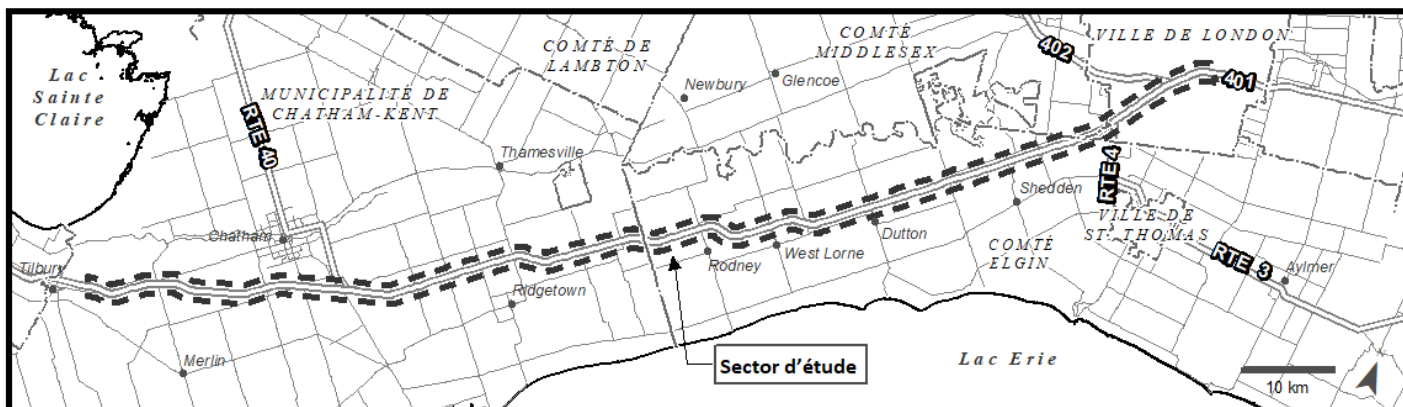 Lac
Sainte
Claire
MUNICIPALITÉ DE
CHATHAM-KENT
RTE 40
COMTÉ DE
LAMBTON
COMTÉ
MIDDLESEX
402
VILLE DE LONDON
401
Newbury
Glencoe
Thamesville
Chatham
Tilbury
Merlin
Ridgetown
Rodney
West Lorne
Dutton
Shedden
RTE 4
VILLE DE
ST. THOMAS
COMTÉ
ELGIN
RTE 3
Aylmer
Sector d'étude
Lac Erie
10 km